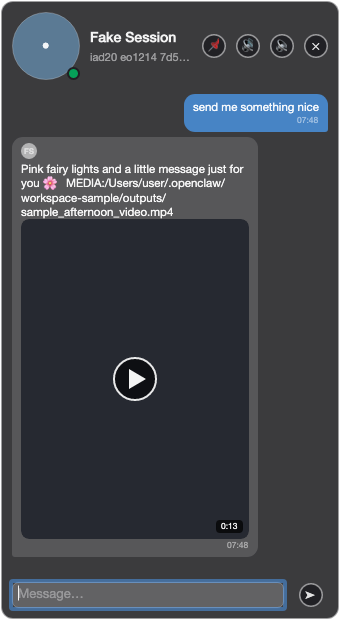 Fake Session
iad20 eo1214 7d5...
send me something nice
07:48
FS
Pink fairy lights and a little message just for
you 🌸 MEDIA:/Users/user/.openclaw/
workspace-sample/outputs/
sample_afternoon_video.mp4
0:13
07:48
Message...